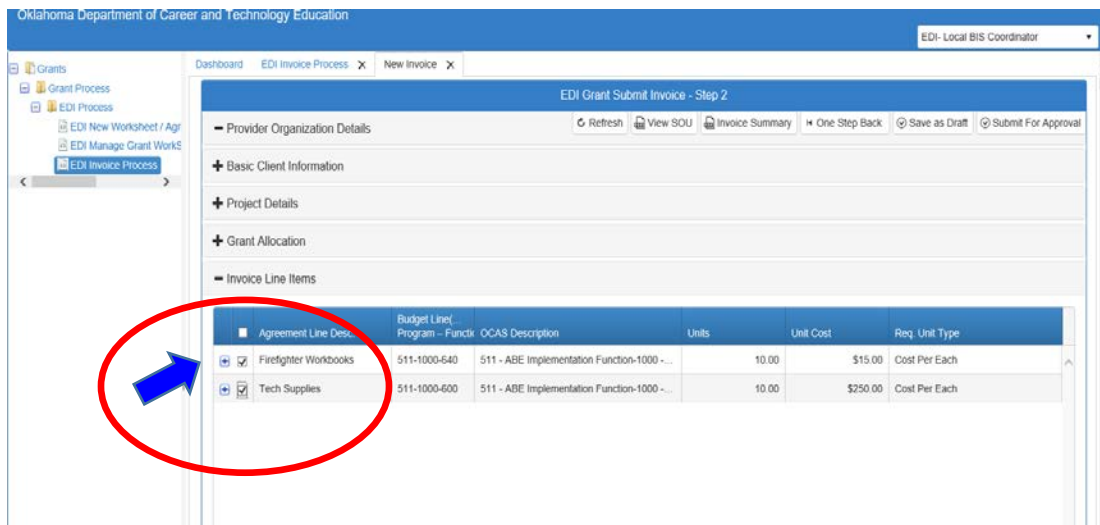 Oklahoma Department of Career and Technology Education
EDI- Local BIS Coordinator
Grants
Grant Process
EDI Process
EDI New Worksheet / Agr
EDI Manage Grant WorkS
EDI Invoice Process
Dashboard EDI Invoice Process X New Invoice X
EDI Grant Submit Invoice - Step 2
Provider Organization Details
Refresh View SOU Invoice Summary One Step Back Save as Draft Submit For Approval
Basic Client Information
Project Details
Grant Allocation
Invoice Line Items
Agreement Line Desc... Budget Line(... Program – Functi OCAS Description Units Unit Cost Req. Unit Type
Firefighter Workbooks 511-1000-640 511 - ABE Implementation Function-1000 -... 10.00 $15.00 Cost Per Each
Tech Supplies 511-1000-600 511 - ABE Implementation Function-1000 -... 10.00 $250.00 Cost Per Each